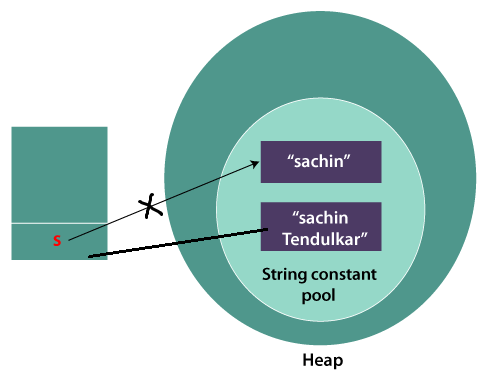 s
“sachin”
“sachin
Tendulkar”
String constant
pool
Heap